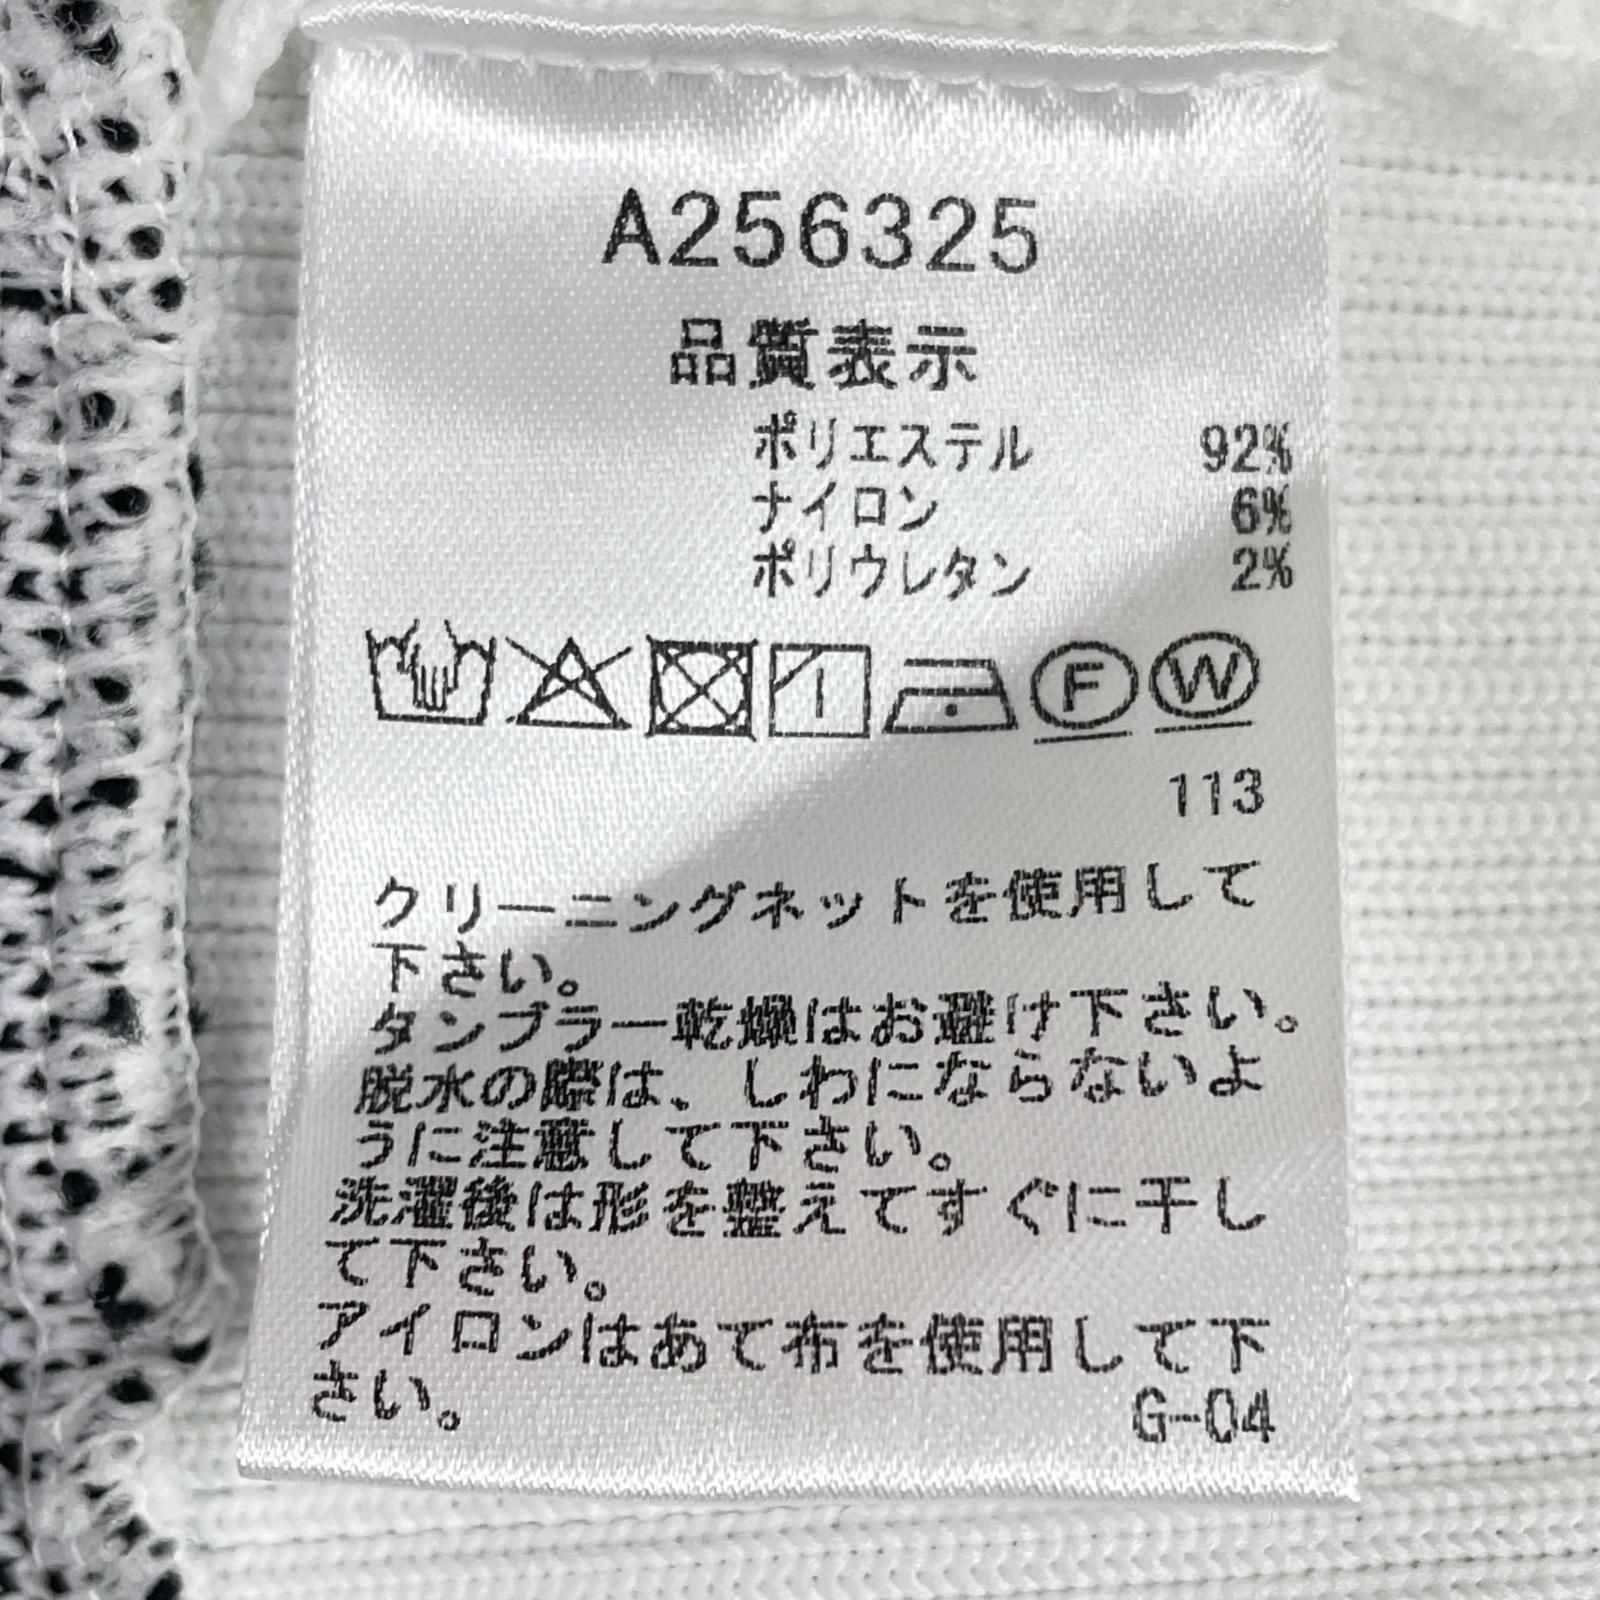 A256325
品質表示
ポリエステル 92%
ナイロン 6%
ポリウレタン 2%
F W
113
クリーニングネットを使用して
下さい。
タンブラー乾燥はお避け下さい。
脱水の際は、しわにならないよ
うに注意して下さい。
洗濯後は形を整えてすぐに干し
て下さい。
アイロンはあて布を使用して下
さい。
G-04